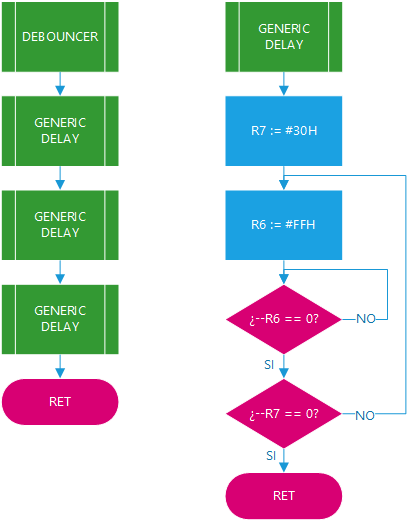 DEBOUNCER
GENERIC
DELAY
GENERIC
DELAY
GENERIC
DELAY
RET
GENERIC
DELAY
R7 := #30H
R6 := #FFH
¿--R6 == 0?
NO
SI
¿--R7 == 0?
NO
SI
RET